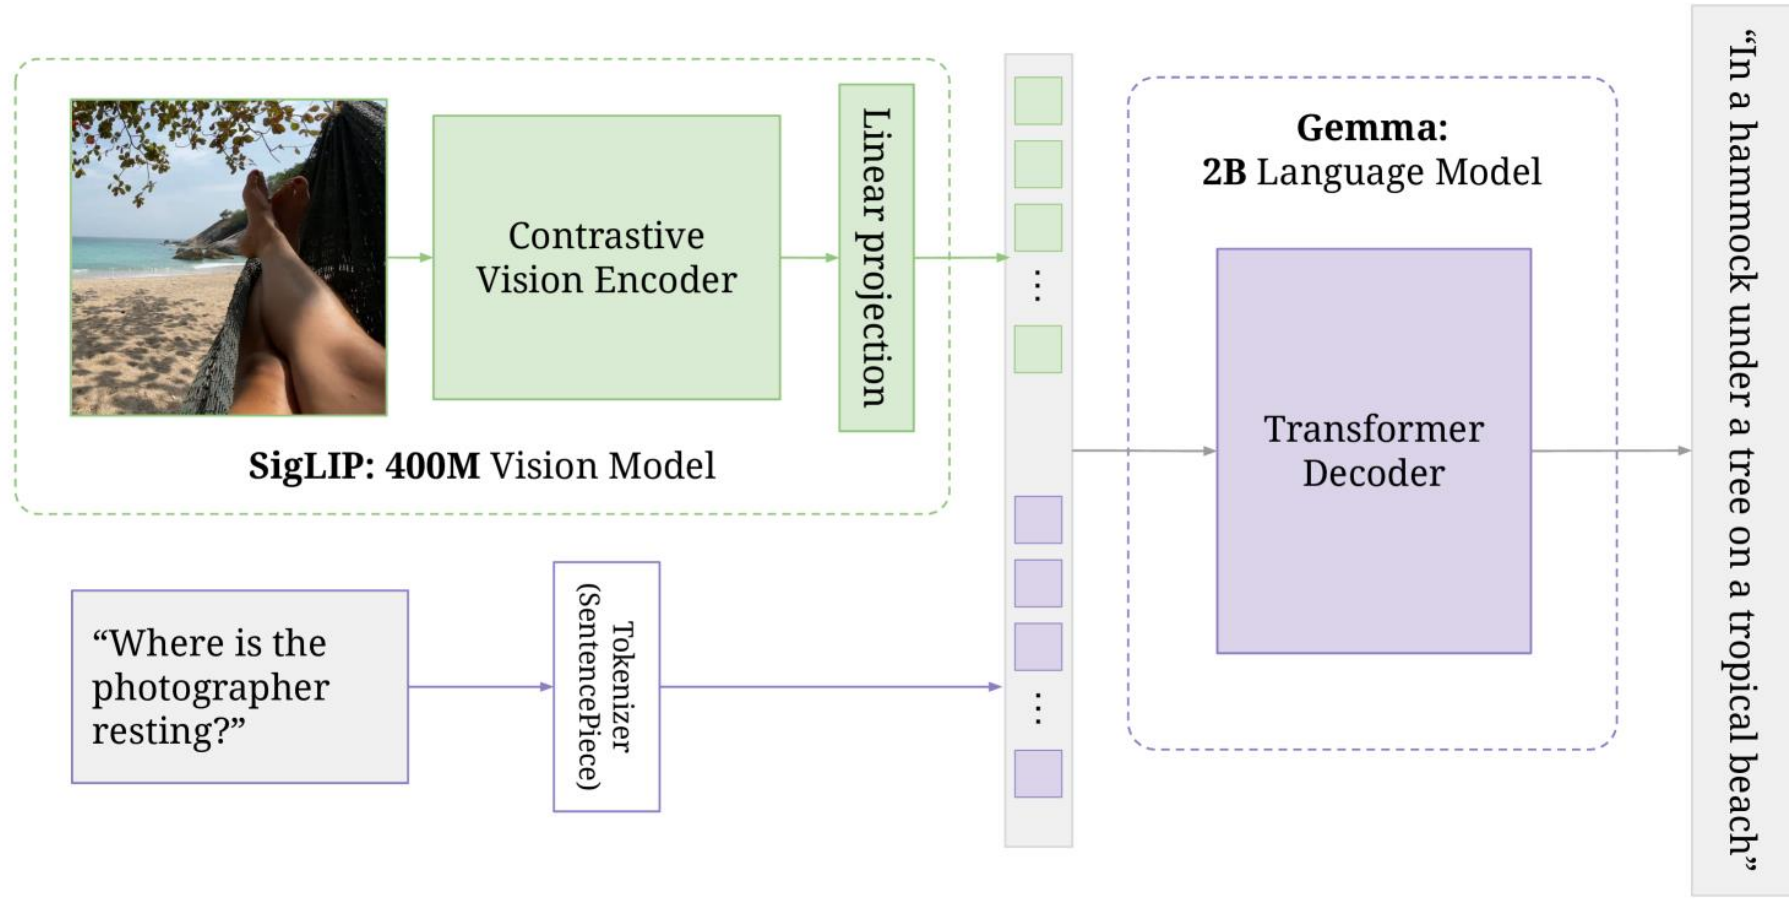 Contrastive
Vision Encoder
Linear projection
SigLIP: 400M Vision Model
“Where is the
photographer
resting?”
Tokenizer
(SentencePiece)
...
...
Gemma:
2B Language Model
Transformer
Decoder
“In a hammock under a tree on a tropical beach”